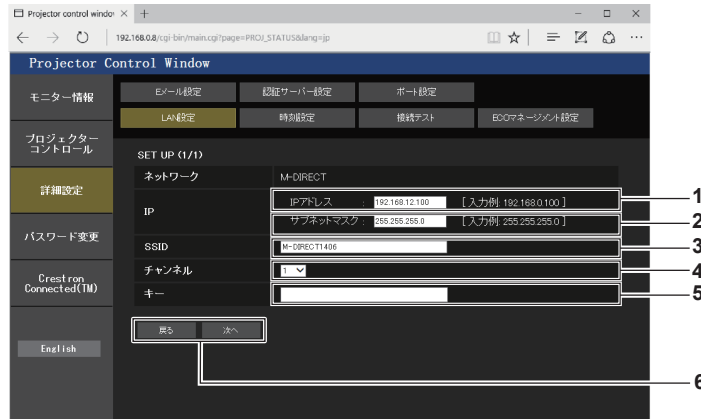 Projector control windov
192.168.0.8/cgi-bin/main.cgi?page=PROJ_STATUS&lang=jp
Projector Control Window
モニター情報
プロジェクター
コントロール
詳細設定
パスワード変更
Crestron
Connected(TM)
English
Eメール設定 認証サーバー設定 ポート設定
LAN設定 時刻設定 接続テスト ECOマネージメント設定
SET UP (1/1)
ネットワーク M-DIRECT
IP
IPアドレス : 192.168.12.100 [入力例: 192.168.0.100 ]
サブネットマスク : 255.255.255.0 [入力例: 255.255.255.0 ]
SSID M-DIRECT1406
チャンネル 1
キー
戻る 次へ
1
2
3
4
5
6